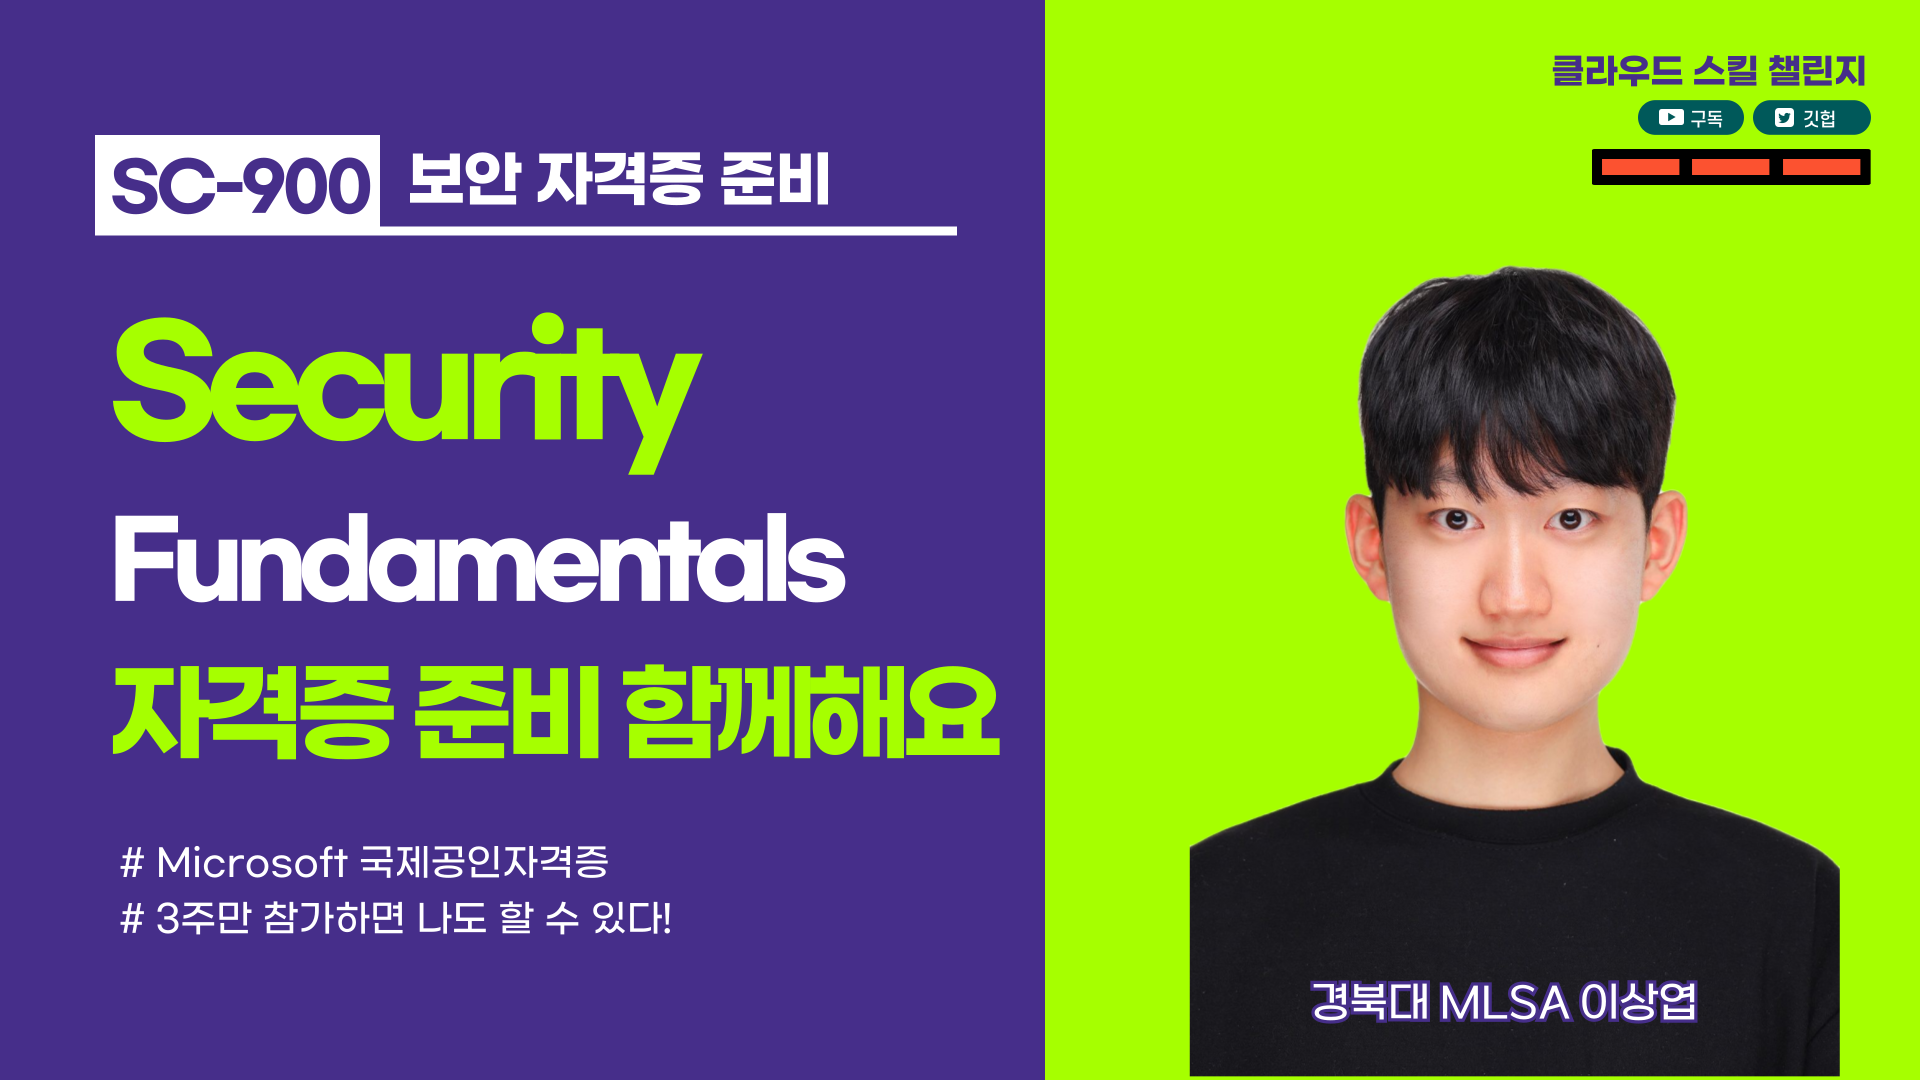 SC-900 보안 자격증 준비
Security
Fundamentals
자격증 준비 함께해요
# Microsoft 국제공인자격증
# 3주만 참가하면 나도 할 수 있다!
클라우드 스킬 챌린지
구독 깃헙
경북대 MLSA 이상엽